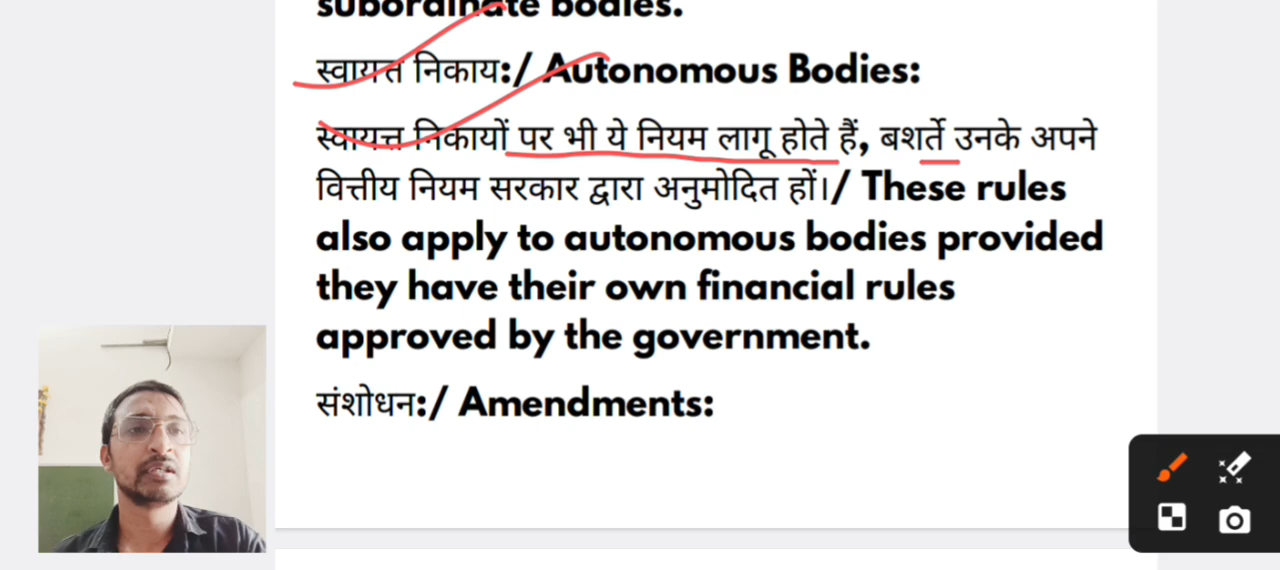 subordinate bodies.
स्वायत्त निकाय:/ Autonomous Bodies:
स्वायत्त निकायों पर भी ये नियम लागू होते हैं, बशर्ते उनके अपने
वित्तीय नियम सरकार द्वारा अनुमोदित हों।/ These rules
also apply to autonomous bodies provided
they have their own financial rules
approved by the government.
संशोधन:/ Amendments: